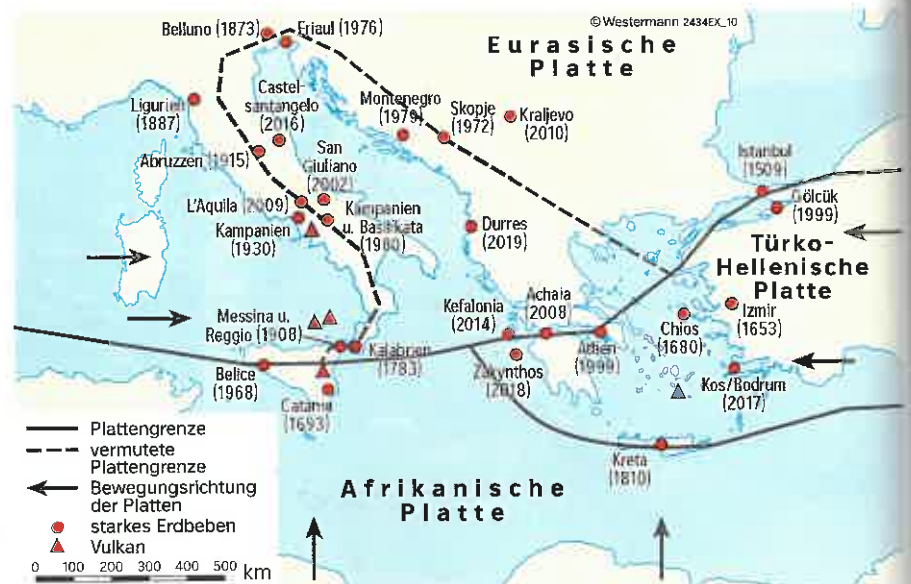 Belluno (1873)
Friaul (1976)
© Westermann 2434EX_10
Eurasische
Platte
Ligurien
(1887)
Castel-
santangelo
(2016)
Montenegro
(1979)
Skopje
(1972)
Kraljevo
(2010)
Abruzzen (1915)
San
Giuliano
(2002)
Istanbul
(1509)
Gölcük
(1999)
L'Aquila (2009)
Kampanien
(1930)
Kampanien
u. Basilikata
(1980)
Durres
(2019)
Türko-
Hellenische
Platte
Messina u.
Reggio (1908)
Kalabrien
(1783)
Kefalonia
(2014)
Achaia
2008)
Athen
(1999)
Chios
(1680)
Izmir
(1653)
Belice
(1968)
Catania
(1693)
Zakynthos
(2018)
Kos/Bodrum
(2017)
Kreta
(1810)
Afrikanische
Platte
Plattengrenze
vermutete
Plattengrenze
Bewegungsrichtung
der Platten
starkes Erdbeben
Vulkan
0 100 200 300 400 500 km